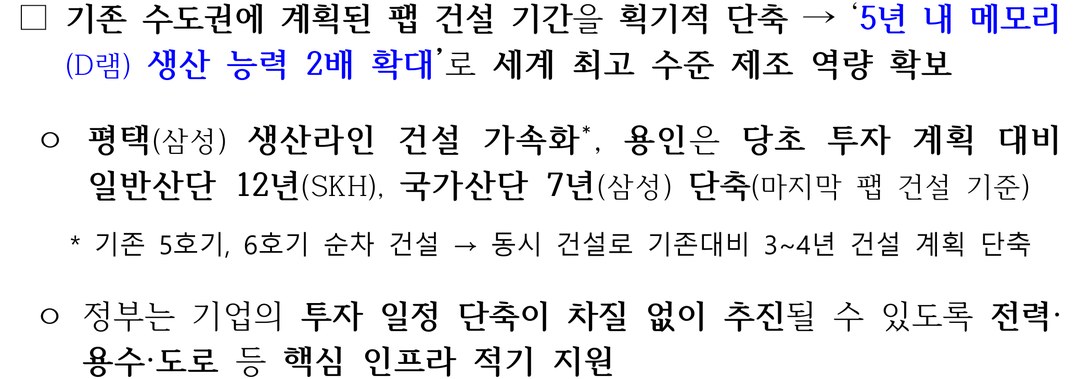 □ 기존 수도권에 계획된 팹 건설 기간을 획기적 단축 → ‘5년 내 메모리
(D램) 생산 능력 2배 확대’로 세계 최고 수준 제조 역량 확보
ㅇ 평택(삼성) 생산라인 건설 가속화*, 용인은 당초 투자 계획 대비
일반산단 12년(SKH), 국가산단 7년(삼성) 단축(마지막 팹 건설 기준)
* 기존 5호기, 6호기 순차 건설 → 동시 건설로 기존대비 3~4년 건설 계획 단축
ㅇ 정부는 기업의 투자 일정 단축이 차질 없이 추진될 수 있도록 전력·
용수·도로 등 핵심 인프라 적기 지원